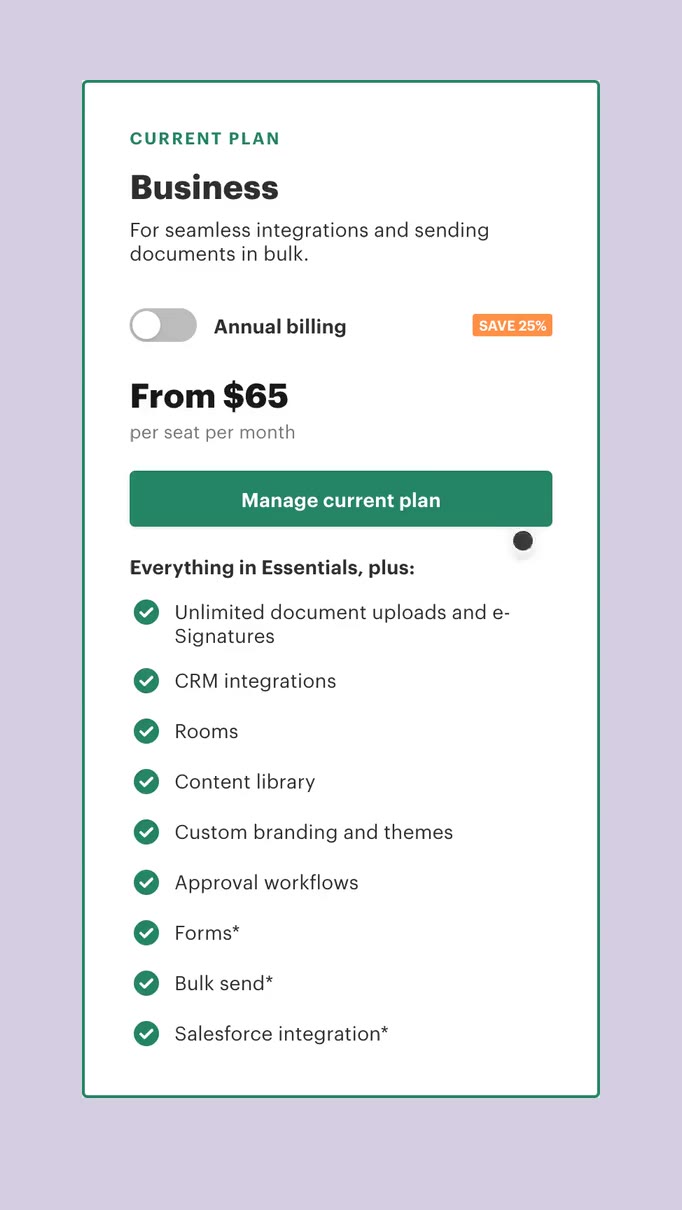 CURRENT PLAN
Business
For seamless integrations and sending
documents in bulk.
Annual billing
SAVE 25%
From $65
per seat per month
Manage current plan
Everything in Essentials, plus:
Unlimited document uploads and e-
Signatures
CRM integrations
Rooms
Content library
Custom branding and themes
Approval workflows
Forms*
Bulk send*
Salesforce integration*